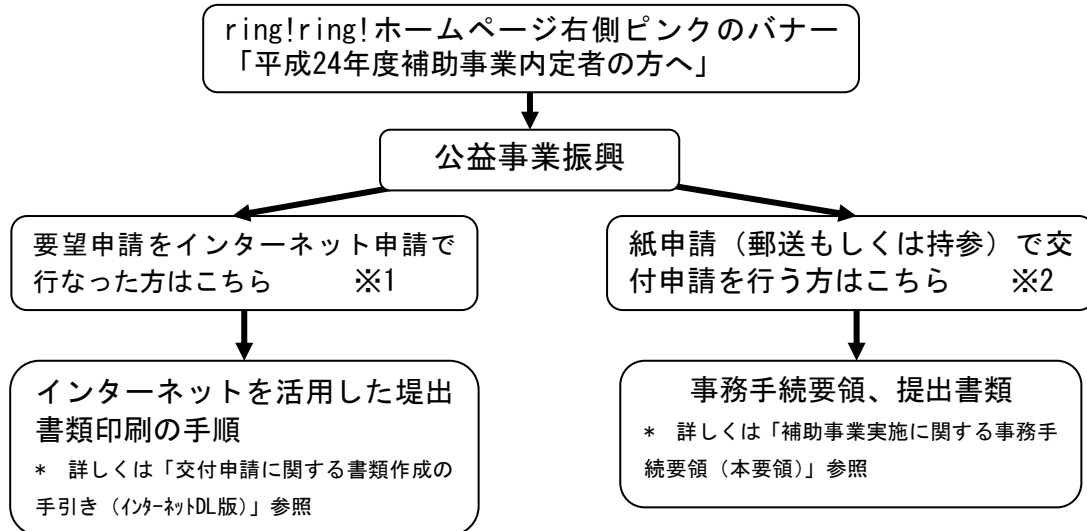 ring!ring!ホームページ右側ピンクのバナー
「平成24年度補助事業内定者の方へ」
公益事業振興
要望申請をインターネット申請で
行なった方はこちら　　　※1
紙申請（郵送もしくは持参）で交
付申請を行う方はこちら　　※2
インターネットを活用した堤出
書類印刷の手順
*　詳しくは「交付申請に関する書類作成の
手引き（ｲﾝﾀｰﾈｯﾄDL版）」参照
事務手続要領、提出書類
*　詳しくは「補助事業実施に関する事務手
続要領（本要領）」参照